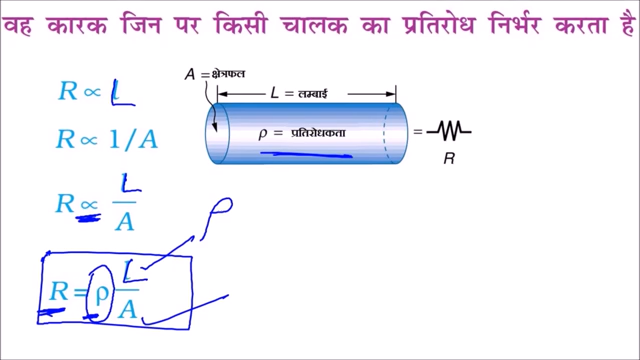 वह कारक जिन पर किसी चालक का प्रतिरोध निर्भर करता है
A = क्षेत्रफल
L = लम्बाई
R ∝ L
R ∝ 1/A
ρ = प्रतिरोधकता
= R
R ∝ L/A
ρ
R = ρ L/A